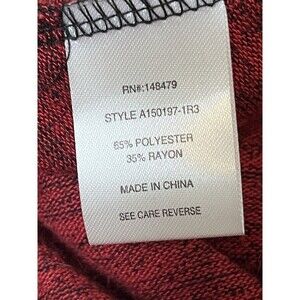 RN#:148479
STYLE A150197-1R3
65% POLYESTER
35% RAYON
MADE IN CHINA
SEE CARE REVERSE